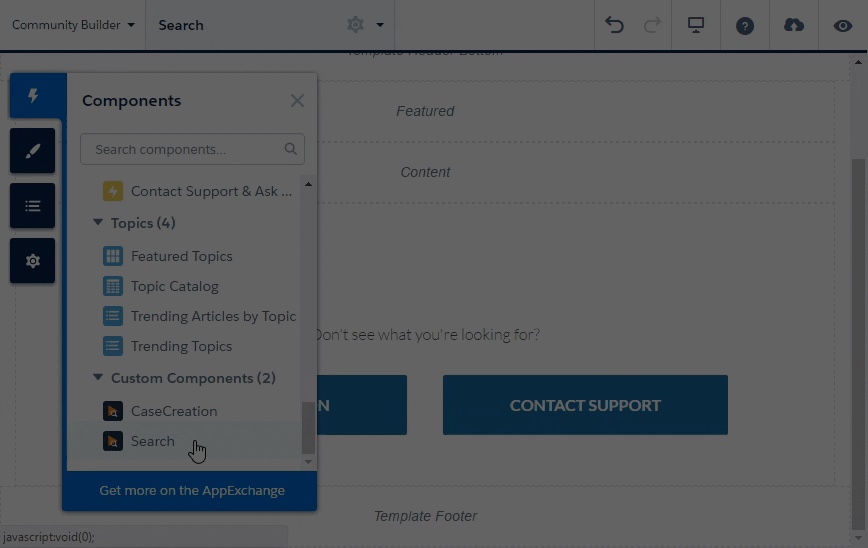 Community Builder
Search
Template Header Bottom
Components
Featured
Search components...
Content
Contact Support & Ask ...
Topics (4)
Featured Topics
Topic Catalog
Trending Articles by Topic
Trending Topics
Don't see what you're looking for?
Custom Components (2)
CaseCreation
Search
N
CONTACT SUPPORT
Get more on the AppExchange
Template Footer
javascript:void(0);